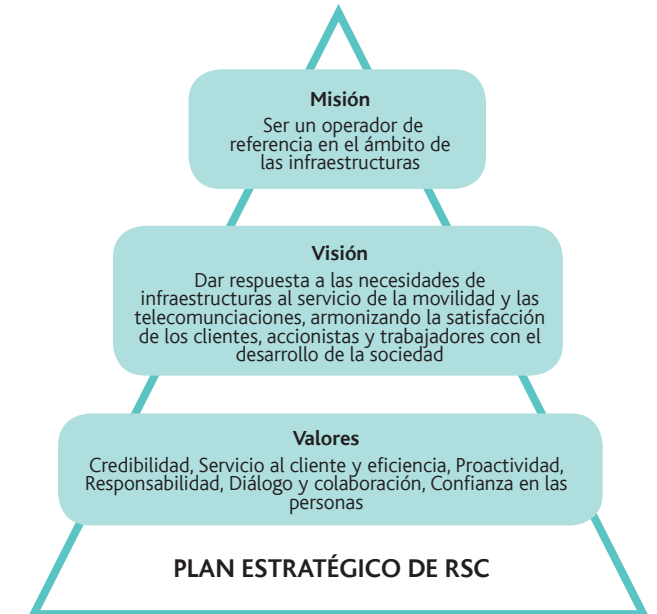 Misión
Ser un operador de
referencia en el ámbito de
las infraestructuras
Visión
Dar respuesta a las necesidades de
infraestructuras al servicio de la movilidad y las
telecomunciaciones, armonizando la satisfacción
de los clientes, accionistas y trabajadores con el
desarrollo de la sociedad
Valores
Credibilidad, Servicio al cliente y eficiencia, Proactividad,
Responsabilidad, Diálogo y colaboración, Confianza en las
personas
PLAN ESTRATÉGICO DE RSC